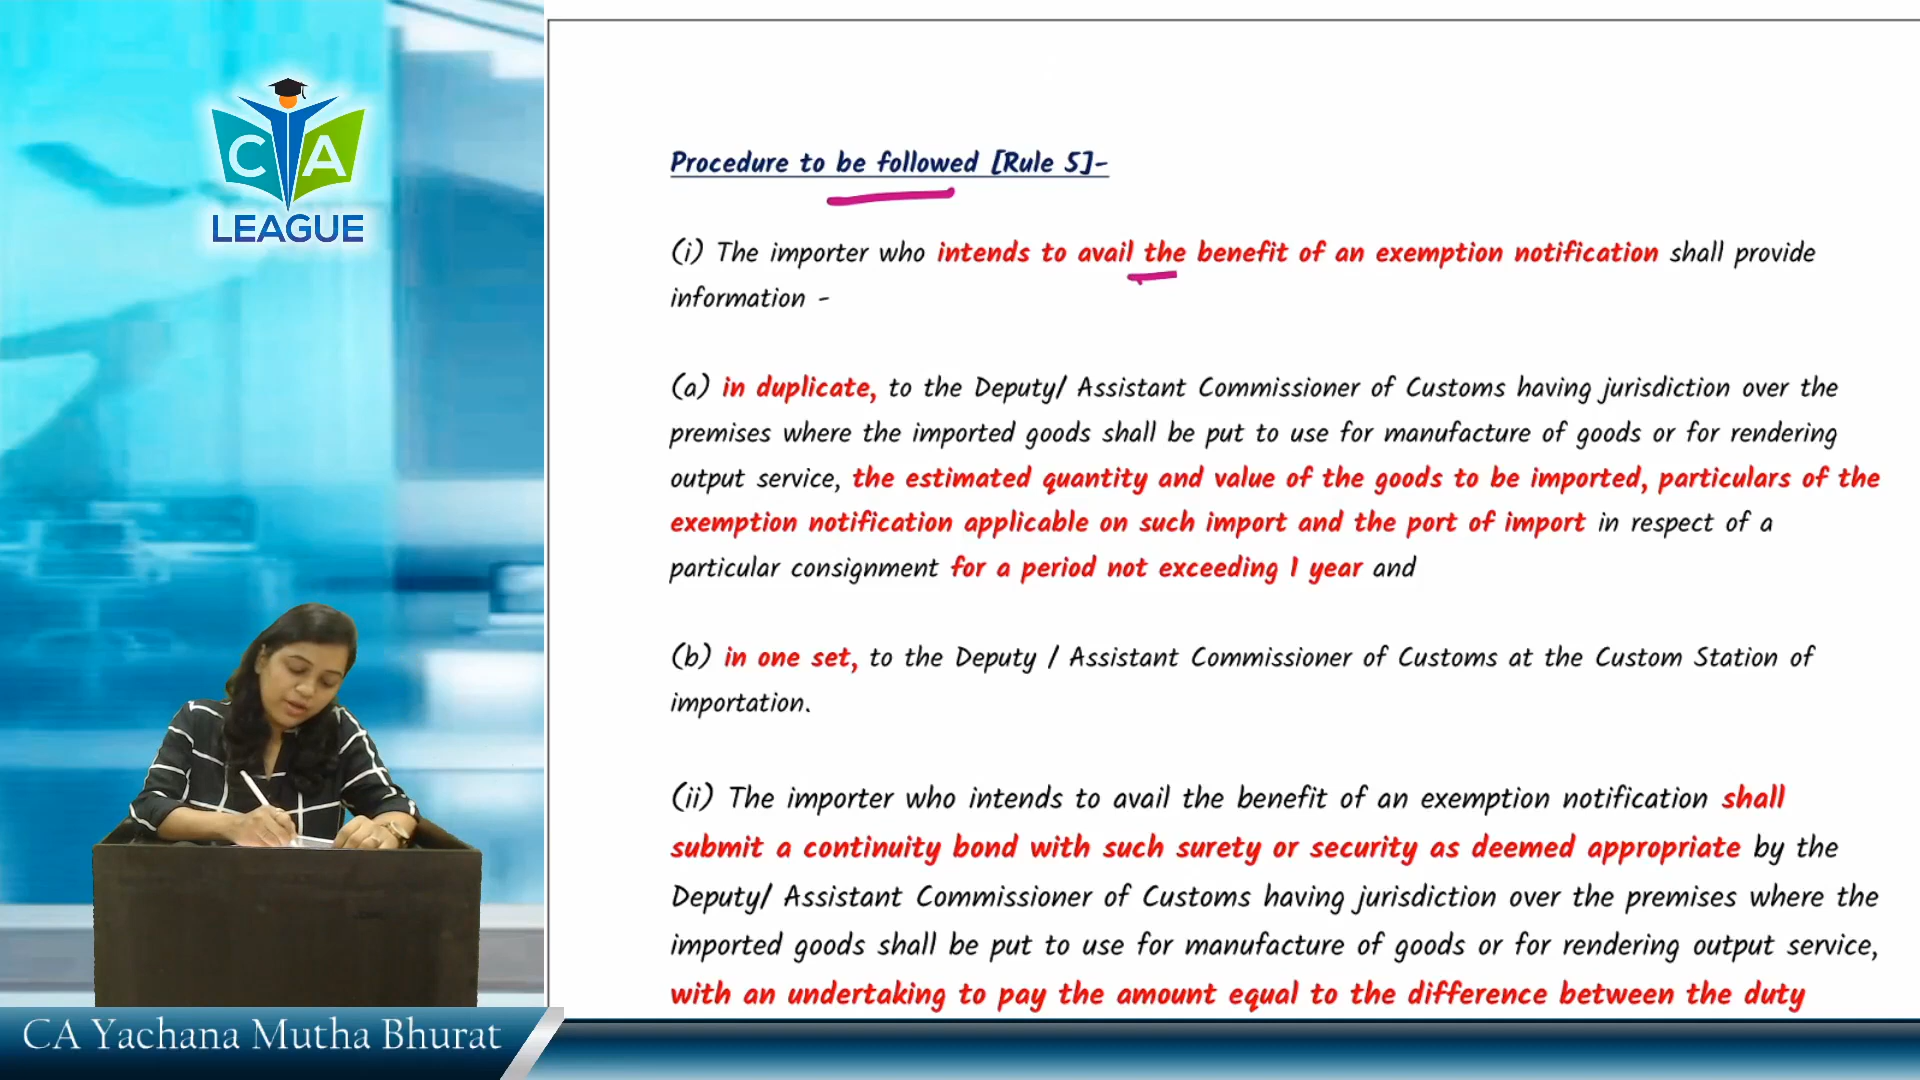 CA
LEAGUE
Procedure to be followed [Rule 5]-
(i) The importer who intends to avail the benefit of an exemption notification shall provide
information -
(a) in duplicate, to the Deputy/ Assistant Commissioner of Customs having jurisdiction over the
premises where the imported goods shall be put to use for manufacture of goods or for rendering
output service, the estimated quantity and value of the goods to be imported, particulars of the
exemption notification applicable on such import and the port of import in respect of a
particular consignment for a period not exceeding 1 year and
(b) in one set, to the Deputy / Assistant Commissioner of Customs at the Custom Station of
importation.
(ii) The importer who intends to avail the benefit of an exemption notification shall
submit a continuity bond with such surety or security as deemed appropriate by the
Deputy/ Assistant Commissioner of Customs having jurisdiction over the premises where the
imported goods shall be put to use for manufacture of goods or for rendering output service,
with an undertaking to pay the amount equal to the difference between the duty
CA Yachana Mutha Bhurat